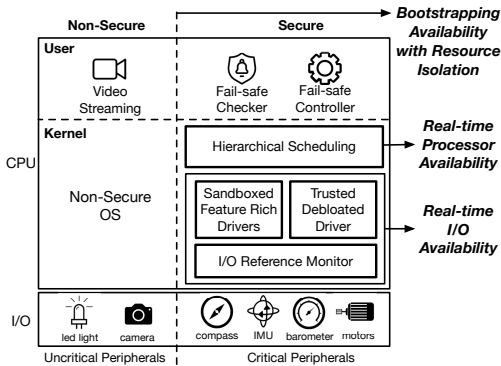 Non-Secure
Secure
Bootstrapping
Availability
with Resource
Isolation
User
Video
Streaming
Fail-safe
Checker
Fail-safe
Controller
CPU
Kernel
Non-Secure
OS
Hierarchical Scheduling
Real-time
Processor
Availability
Sandboxed
Feature Rich
Drivers
Trusted
Debloated
Driver
I/O Reference Monitor
Real-time
I/O
Availability
I/O
led light
camera
compass
IMU
barometer
motors
Uncritical Peripherals
Critical Peripherals